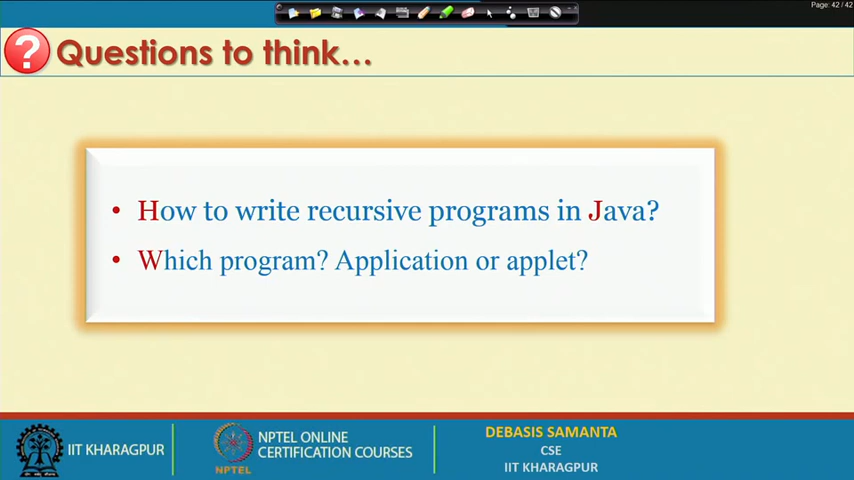 Page: 42 / 42
? Questions to think...
• How to write recursive programs in Java?
• Which program? Application or applet?
IIT KHARAGPUR
NPTEL
NPTEL ONLINE
CERTIFICATION COURSES
DEBASIS SAMANTA
CSE
IIT KHARAGPUR